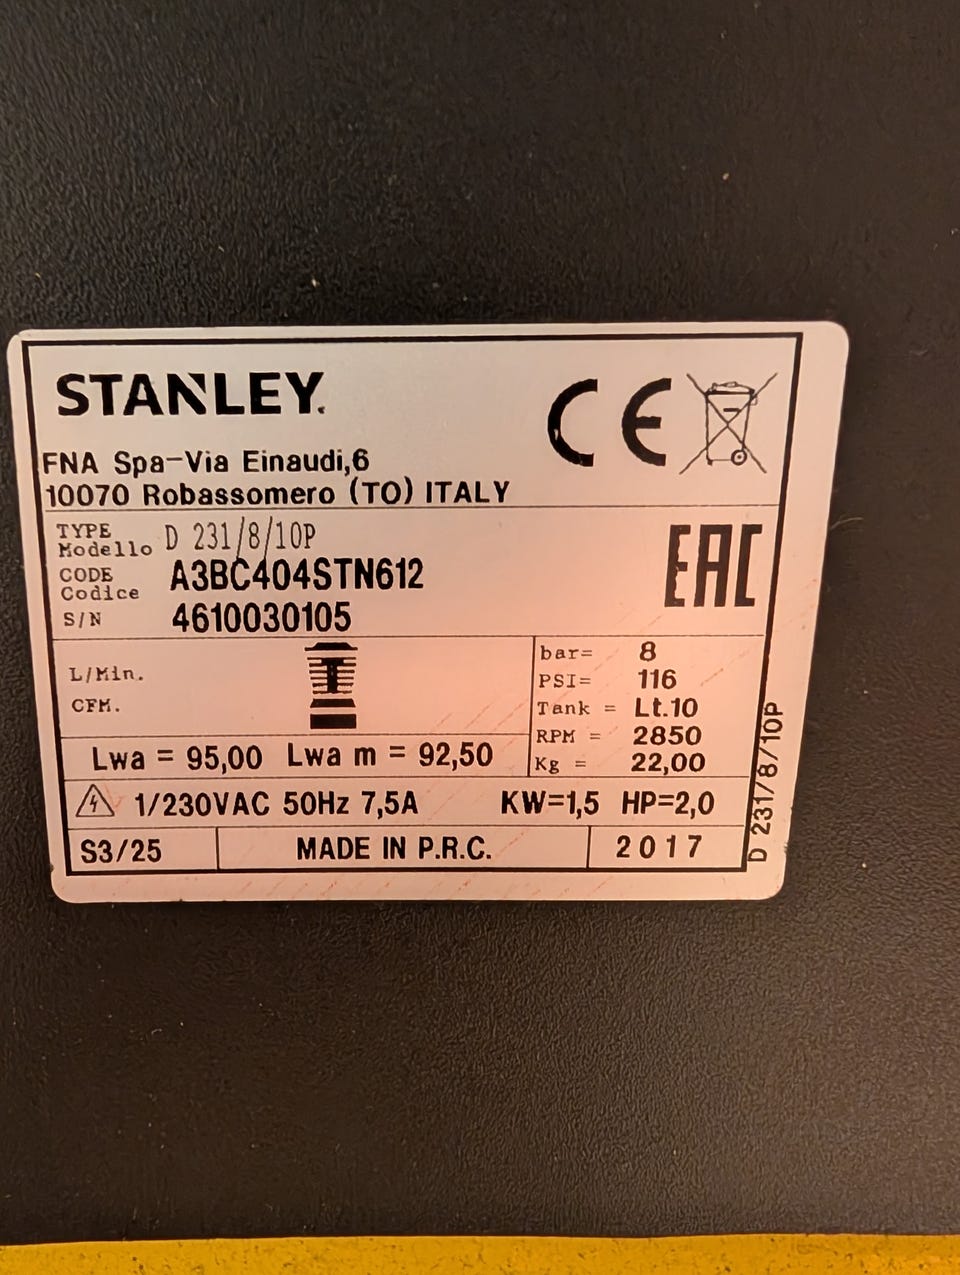 STANLEY.
FNA Spa-Via Einaudi,6
10070 Robassomero (TO) ITALY
TYPE
Modello D 231/8/10P
CODE
Codice A3BC404STN612
S/N 4610030105
CE
EAC
L/Min.
CFM.
bar= 8
PSI= 116
Tank = Lt.10
RPM = 2850
Kg = 22,00
Lwa = 95,00 Lwa m = 92,50
1/230VAC 50Hz 7,5A KW=1,5 HP=2,0
S3/25 MADE IN P.R.C. 2017
D 231/8/10P